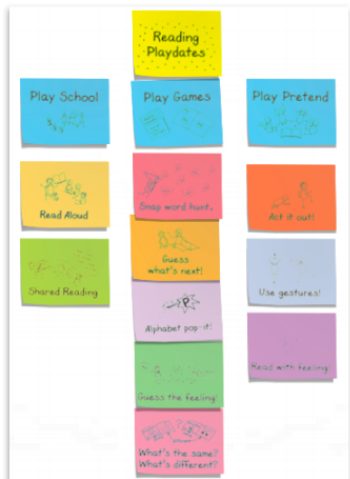 Reading
Playdates
Play School
Play Games
Play Pretend
Read Aloud
Shared Reading
Snap word hunt.
Guess
what's next!
Alphabet pop-it!
Guess the feeling!
What's the same?
What's different?
Act it out!
Use gestures!
Read with feeling!